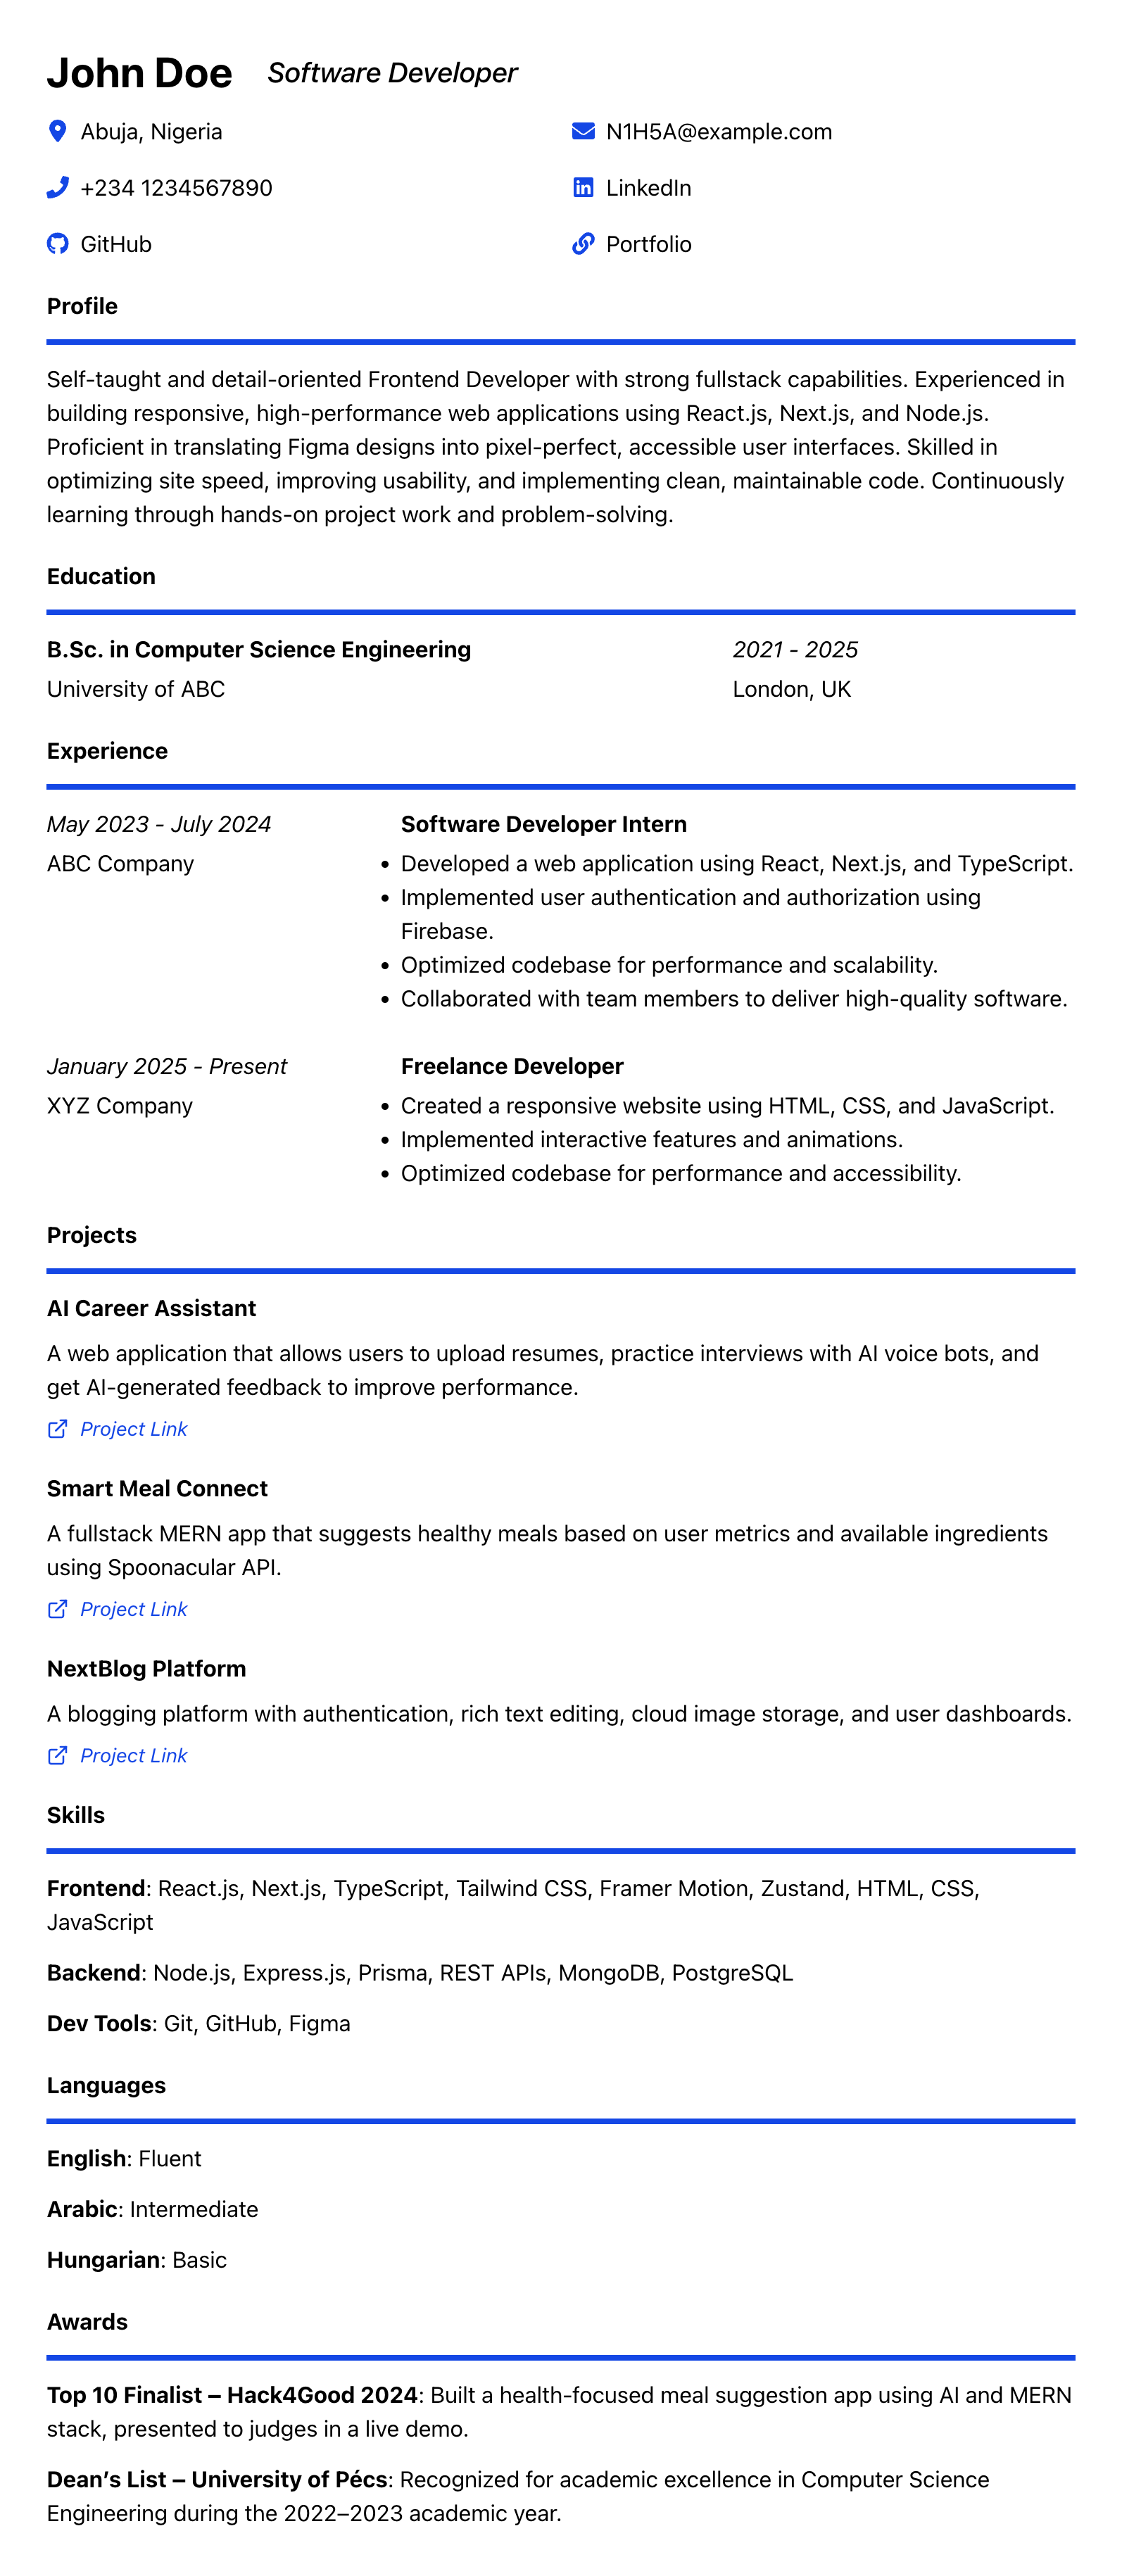 John Doe Software Developer
Abuja, Nigeria N1H5A@example.com
+234 1234567890 LinkedIn
GitHub Portfolio
Profile
Self-taught and detail-oriented Frontend Developer with strong fullstack capabilities. Experienced in
building responsive, high-performance web applications using React.js, Next.js, and Node.js.
Proficient in translating Figma designs into pixel-perfect, accessible user interfaces. Skilled in
optimizing site speed, improving usability, and implementing clean, maintainable code. Continuously
learning through hands-on project work and problem-solving.
Education
B.Sc. in Computer Science Engineering 2021 - 2025
University of ABC London, UK
Experience
May 2023 - July 2024 Software Developer Intern
ABC Company • Developed a web application using React, Next.js, and TypeScript.
• Implemented user authentication and authorization using
Firebase.
• Optimized codebase for performance and scalability.
• Collaborated with team members to deliver high-quality software.
January 2025 - Present Freelance Developer
XYZ Company • Created a responsive website using HTML, CSS, and JavaScript.
• Implemented interactive features and animations.
• Optimized codebase for performance and accessibility.
Projects
AI Career Assistant
A web application that allows users to upload resumes, practice interviews with AI voice bots, and
get AI-generated feedback to improve performance.
Project Link
Smart Meal Connect
A fullstack MERN app that suggests healthy meals based on user metrics and available ingredients
using Spoonacular API.
Project Link
NextBlog Platform
A blogging platform with authentication, rich text editing, cloud image storage, and user dashboards.
Project Link
Skills
Frontend: React.js, Next.js, TypeScript, Tailwind CSS, Framer Motion, Zustand, HTML, CSS,
JavaScript
Backend: Node.js, Express.js, Prisma, REST APIs, MongoDB, PostgreSQL
Dev Tools: Git, GitHub, Figma
Languages
English: Fluent
Arabic: Intermediate
Hungarian: Basic
Awards
Top 10 Finalist – Hack4Good 2024: Built a health-focused meal suggestion app using AI and MERN
stack, presented to judges in a live demo.
Dean’s List – University of Pécs: Recognized for academic excellence in Computer Science
Engineering during the 2022–2023 academic year.